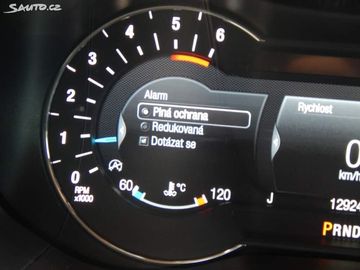 SAUTO.CZ
Alarm
Plná ochrana
Redukovaná
Dotázat se
0
1
2
3
4
5
6
RPM
x1000
60
°C
120
Rychlost
0
km/h
J
12924
PRND